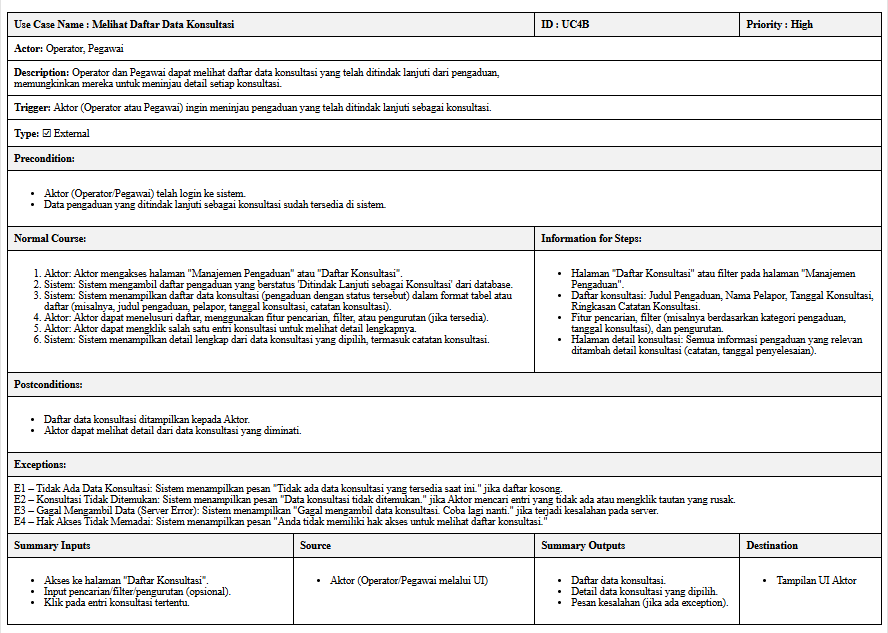 Use Case Name : Melihat Daftar Data Konsultasi
ID : UC4B
Priority : High
Actor: Operator, Pegawai
Description: Operator dan Pegawai dapat melihat daftar data konsultasi yang telah ditindak lanjuti dari pengaduan,
memungkinkan mereka untuk meninjau detail setiap konsultasi.
Trigger: Aktor (Operator atau Pegawai) ingin meninjau pengaduan yang telah ditindak lanjuti sebagai konsultasi.
Type: ☑ External
Precondition:
• Aktor (Operator/Pegawai) telah login ke sistem.
• Data pengaduan yang ditindak lanjuti sebagai konsultasi sudah tersedia di sistem.
Normal Course:
1. Aktor: Aktor mengakses halaman "Manajemen Pengaduan" atau "Daftar Konsultasi".
2. Sistem: Sistem mengambil daftar pengaduan yang berstatus 'Ditindak Lanjuti sebagai Konsultasi' dari database.
3. Sistem: Sistem menampilkan daftar data konsultasi (pengaduan dengan status tersebut) dalam format tabel atau
daftar (misalnya, judul pengaduan, pelapor, tanggal konsultasi, catatan konsultasi).
4. Aktor: Aktor dapat menelusuri daftar, menggunakan fitur pencarian, filter, atau pengurutan (jika tersedia).
5. Aktor: Aktor dapat mengklik salah satu entri konsultasi untuk melihat detail lengkapnya.
6. Sistem: Sistem menampilkan detail lengkap dari data konsultasi yang dipilih, termasuk catatan konsultasi.
Information for Steps:
• Halaman "Daftar Konsultasi" atau filter pada halaman "Manajemen
Pengaduan".
• Daftar konsultasi: Judul Pengaduan, Nama Pelapor, Tanggal Konsultasi,
Ringkasan Catatan Konsultasi.
• Fitur pencarian, filter (misalnya berdasarkan kategori pengaduan,
tanggal konsultasi), dan pengurutan.
• Halaman detail konsultasi: Semua informasi pengaduan yang relevan
ditambah detail konsultasi (catatan, tanggal penyelesaian).
Postconditions:
• Daftar data konsultasi ditampilkan kepada Aktor.
• Aktor dapat melihat detail dari data konsultasi yang diminati.
Exceptions:
E1 – Tidak Ada Data Konsultasi: Sistem menampilkan pesan "Tidak ada data konsultasi yang tersedia saat ini." jika daftar kosong.
E2 – Konsultasi Tidak Ditemukan: Sistem menampilkan pesan "Data konsultasi tidak ditemukan." jika Aktor mencari entri yang tidak ada atau mengklik tautan yang rusak.
E3 – Gagal Mengambil Data (Server Error): Sistem menampilkan "Gagal mengambil data konsultasi. Coba lagi nanti." jika terjadi kesalahan pada server.
E4 – Hak Akses Tidak Memadai: Sistem menampilkan pesan "Anda tidak memiliki hak akses untuk melihat daftar konsultasi."
Summary Inputs
• Akses ke halaman "Daftar Konsultasi".
• Input pencarian/filter/pengurutan (opsional).
• Klik pada entri konsultasi tertentu.
Source
• Aktor (Operator/Pegawai melalui UI)
Summary Outputs
• Daftar data konsultasi.
• Detail data konsultasi yang dipilih.
• Pesan kesalahan (jika ada exception).
Destination
• Tampilan UI Aktor